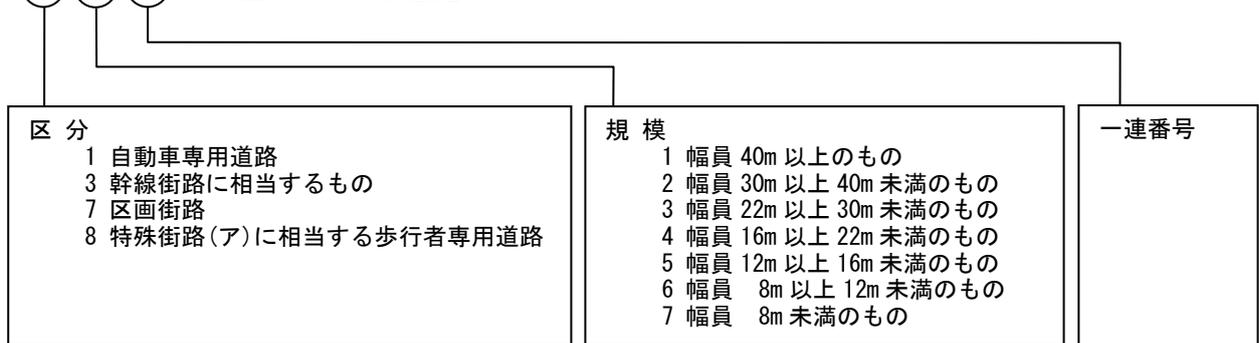 区 分
1 自動車専用道路
3 幹線街路に相当するもの
7 区画街路
8 特殊街路(ア)に相当する歩行者専用道路
規 模
1 幅員 40m 以上のもの
2 幅員 30m 以上 40m 未満のもの
3 幅員 22m 以上 30m 未満のもの
4 幅員 16m 以上 22m 未満のもの
5 幅員 12m 以上 16m 未満のもの
6 幅員 8m 以上 12m 未満のもの
7 幅員 8m 未満のもの
一連番号